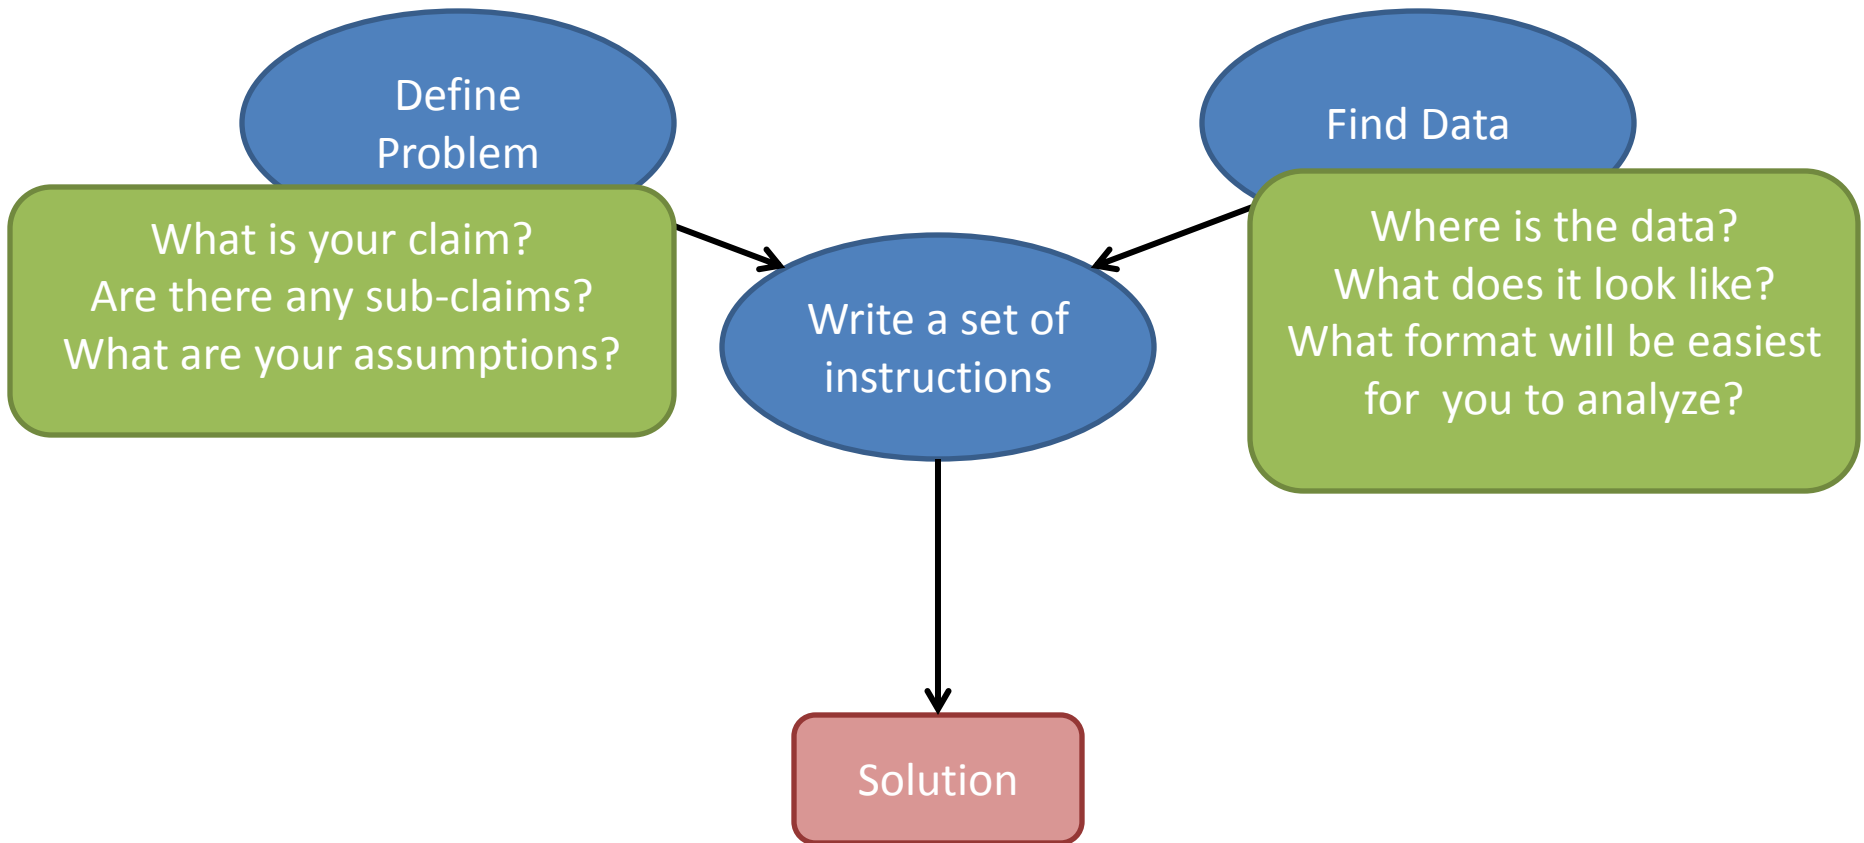 Define
Problem
What is your claim?
Are there any sub-claims?
What are your assumptions?
Find Data
Where is the data?
What does it look like?
What format will be easiest
for  you to analyze?
Write a set of
instructions
Solution